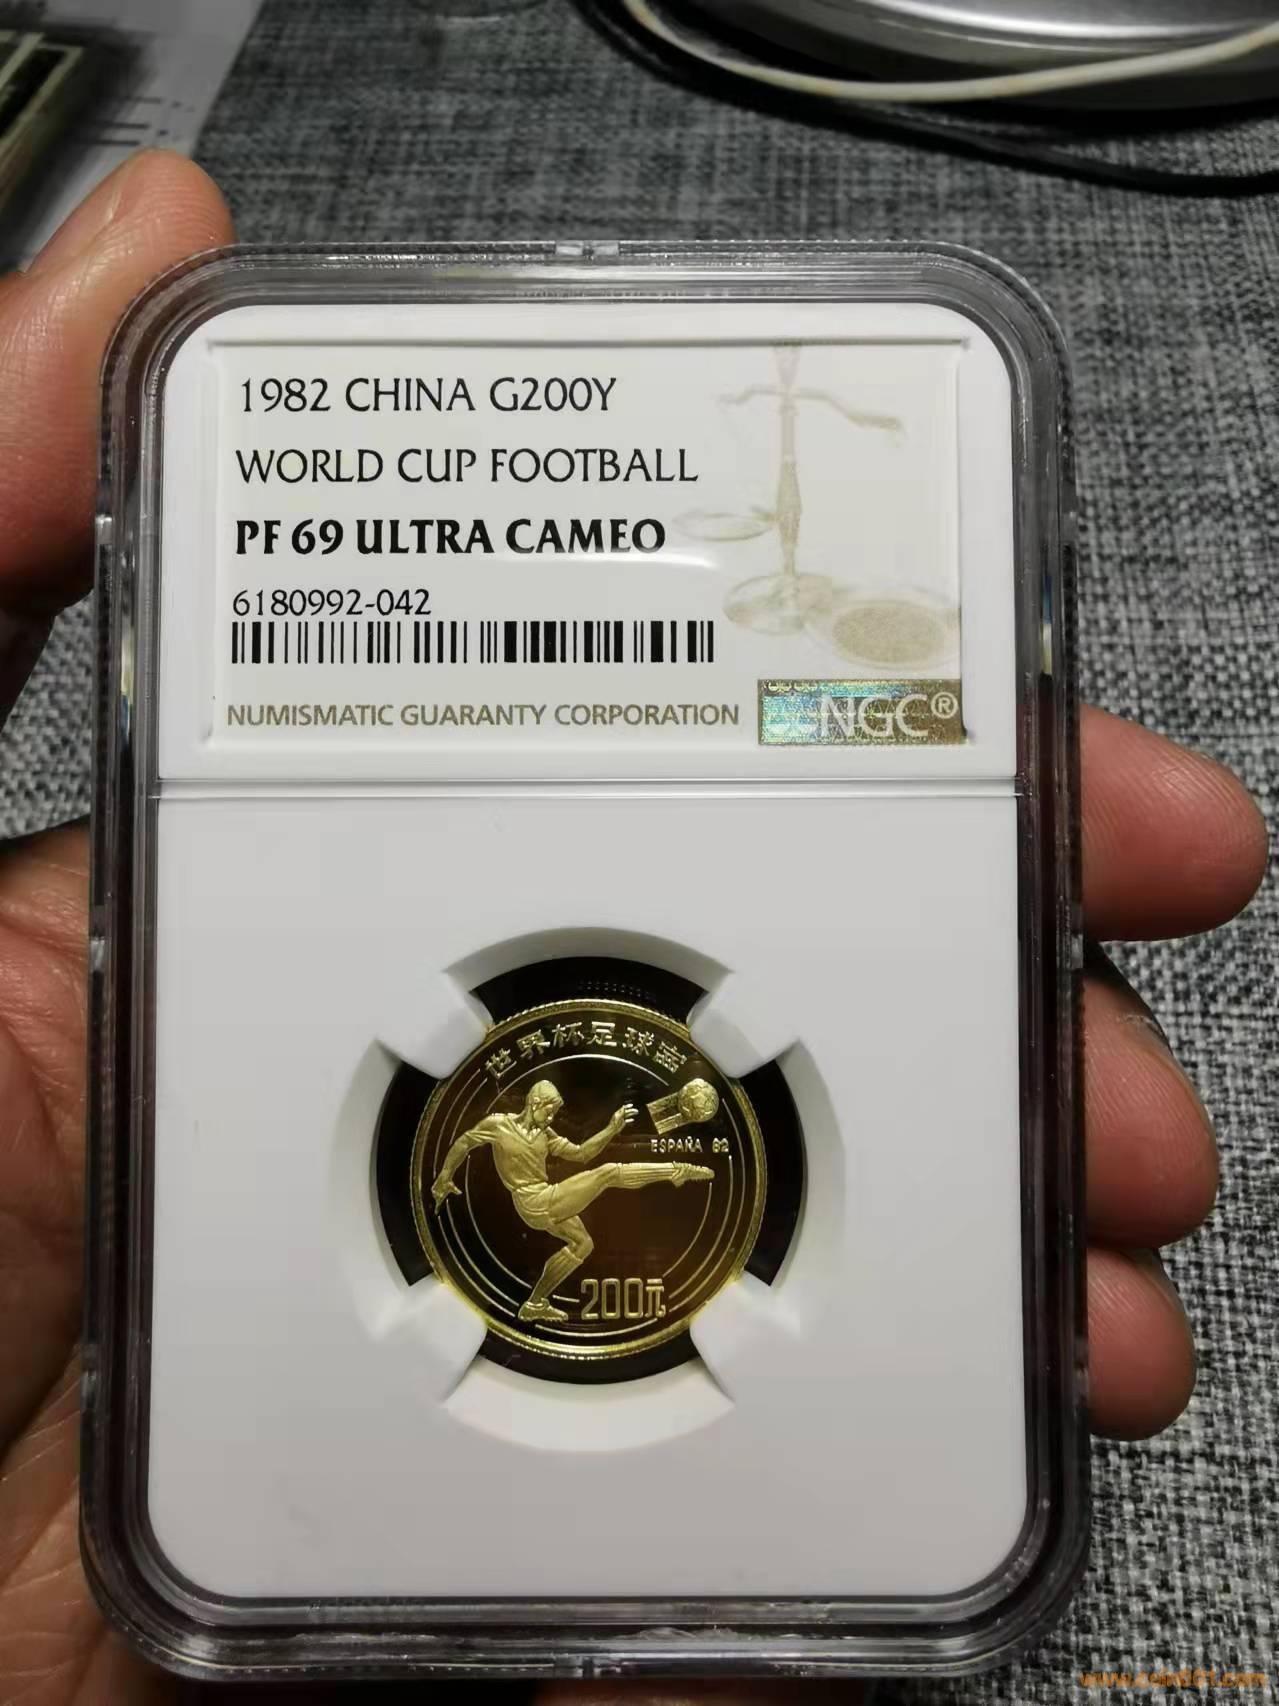 1982 CHINA G200Y
WORLD CUP FOOTBALL
PF 69 ULTRA CAMEO
6180992-042
NUMISMATIC GUARANTY CORPORATION
NGC®
世界杯足球赛
ESPAÑA 82
200元
www.coin001.com